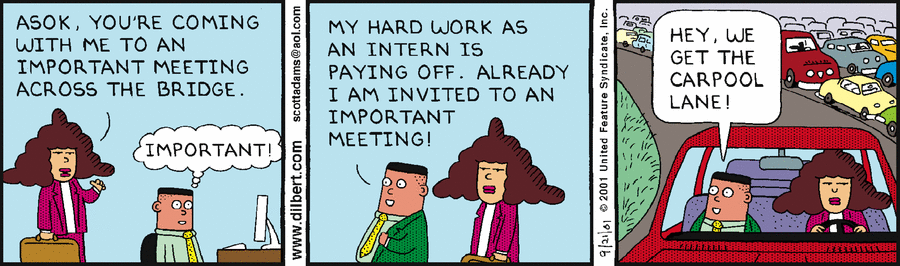 ASOK, YOU'RE COMING
WITH ME TO AN
IMPORTANT MEETING
ACROSS THE BRIDGE.
IMPORTANT!
www.dilbert.com
scottadams@aol.com
MY HARD WORK AS
AN INTERN IS
PAYING OFF. ALREADY
I AM INVITED TO AN
IMPORTANT
MEETING!
9/21/01 © 2001 United Feature Syndicate, Inc.
HEY, WE
GET THE
CARPOOL
LANE!